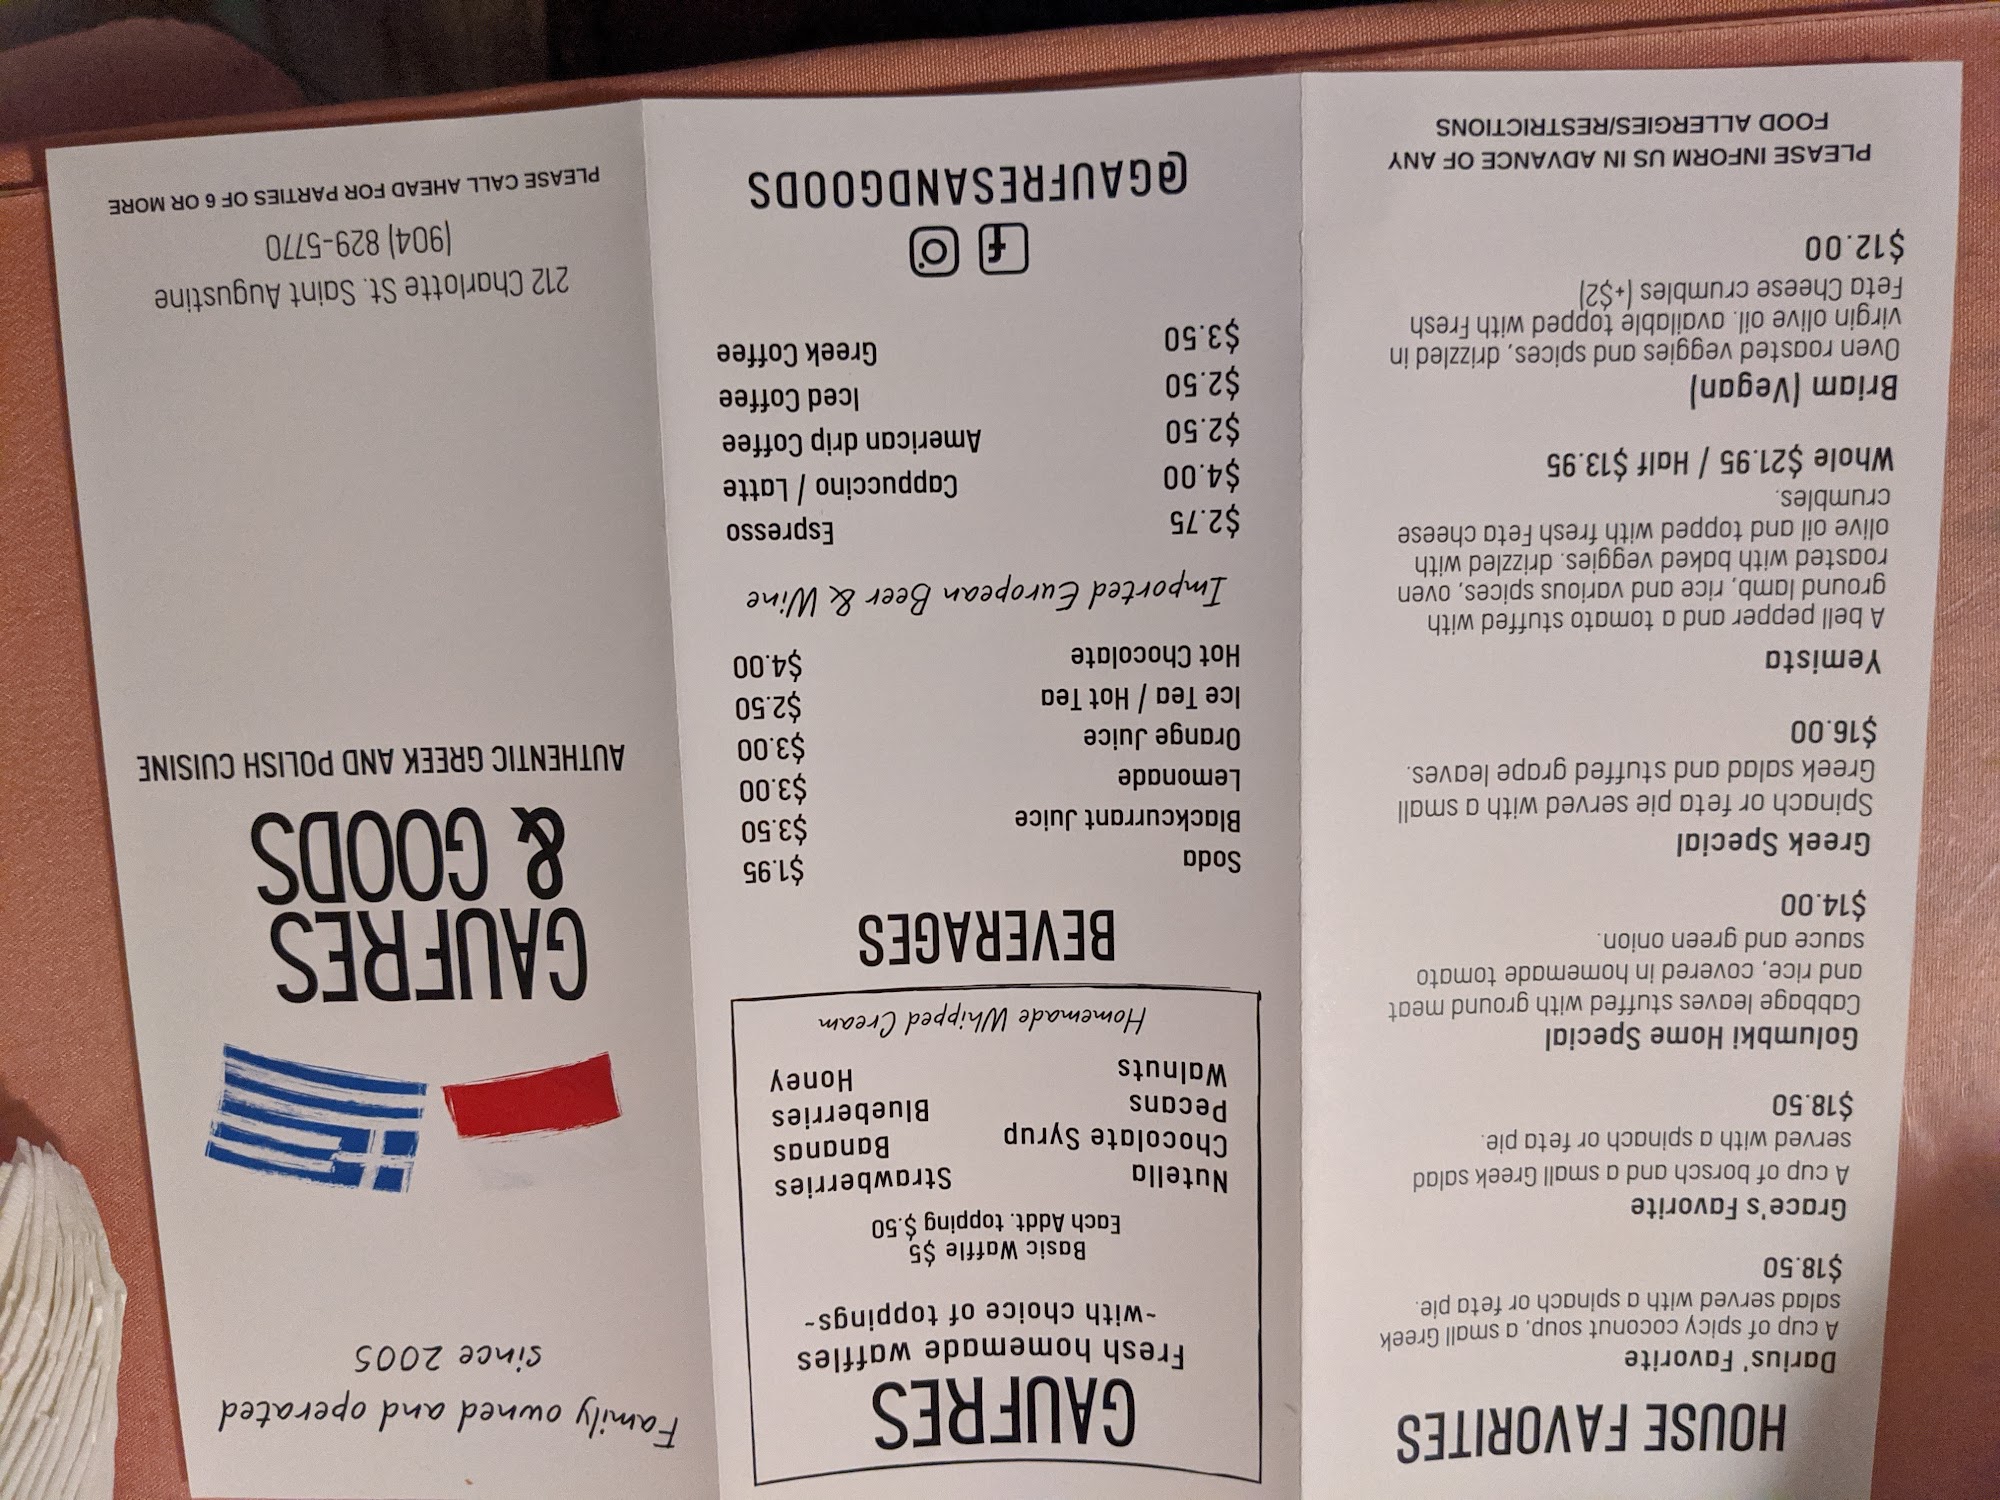 HOUSE FAVORITES
Darius' Favorite
A cup of spicy coconut soup, a small Greek
salad served with a spinach or feta pie.
$18.50
Grace's Favorite
A cup of borsch and a small Greek salad
served with a spinach or feta pie.
$18.50
Golumbki Home Special
Cabbage leaves stuffed with ground meat
and rice, covered in homemade tomato
sauce and green onion.
$14.00
Greek Special
Spinach or feta pie served with a small
Greek salad and stuffed grape leaves.
$16.00
Yemista
A bell pepper and a tomato stuffed with
ground lamb, rice and various spices, oven
roasted with baked veggies. drizzled with
olive oil and topped with fresh Feta cheese
crumbles.
Whole $21.95 / Half $13.95
Briam (Vegan)
Oven roasted veggies and spices, drizzled in
virgin olive oil. available topped with Fresh
Feta Cheese crumbles (+$2)
$12.00
PLEASE INFORM US IN ADVANCE OF ANY
FOOD ALLERGIES/RESTRICTIONS
GAUFRES
Fresh homemade waffles
~with choice of toppings~
Basic Waffle $5
Each Addt. topping $.50
Nutella Strawberries
Chocolate Syrup Bananas
Pecans Blueberries
Walnuts Honey
Homemade Whipped Cream
BEVERAGES
Soda $1.95
Blackcurrant Juice $3.50
Lemonade $3.00
Orange Juice $3.00
Ice Tea / Hot Tea $2.50
Hot Chocolate $4.00
Imported European Beer & Wine
$2.75 Espresso
$4.00 Cappuccino / Latte
$2.50 American drip Coffee
$2.50 Iced Coffee
$3.50 Greek Coffee
@GAUFRESANDGOODS
Family owned and operated
since 2005
GAUFRES
& GOODS
AUTHENTIC GREEK AND POLISH CUISINE
212 Charlotte St. Saint Augustine
(904) 829-5770
PLEASE CALL AHEAD FOR PARTIES OF 6 OR MORE